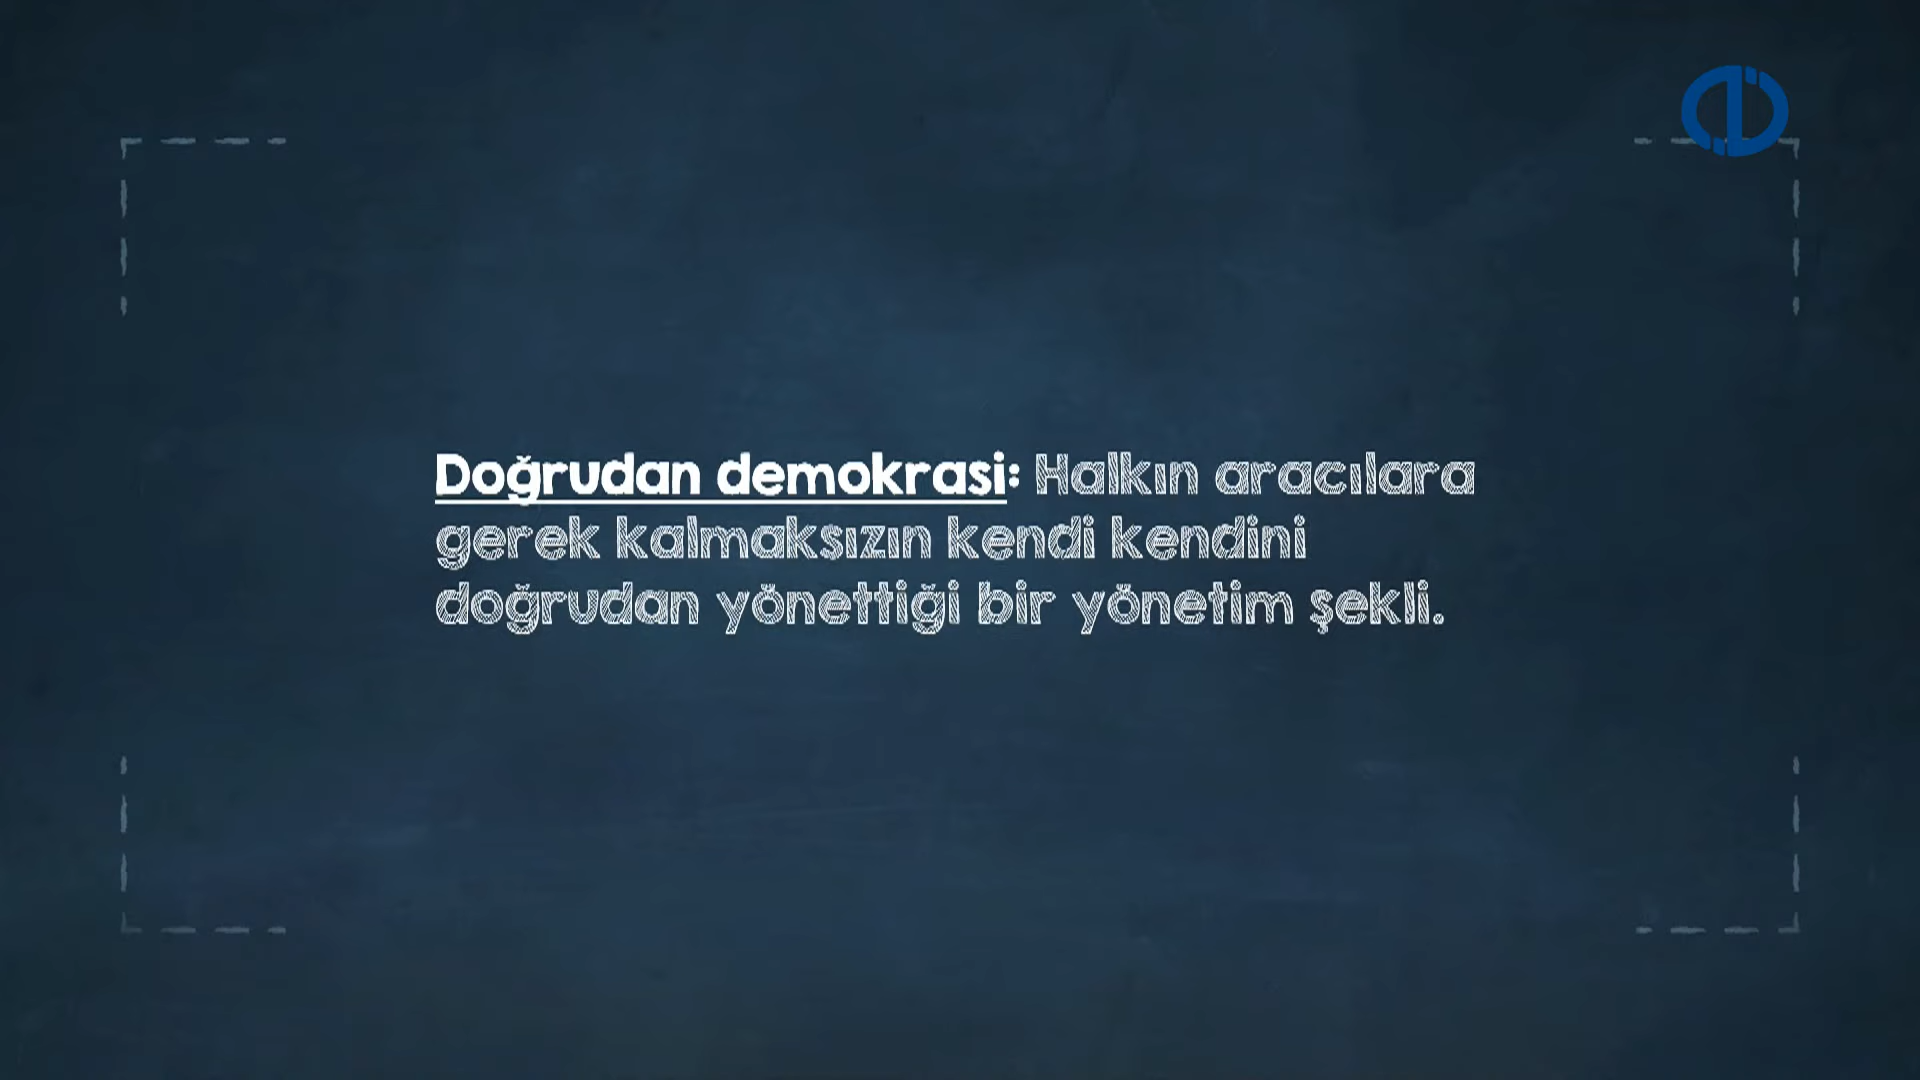 Doğrudan demokrasi: Halkın aracılara
gerek kalmaksızın kendi kendini
doğrudan yönettiği bir yönetim şekli.